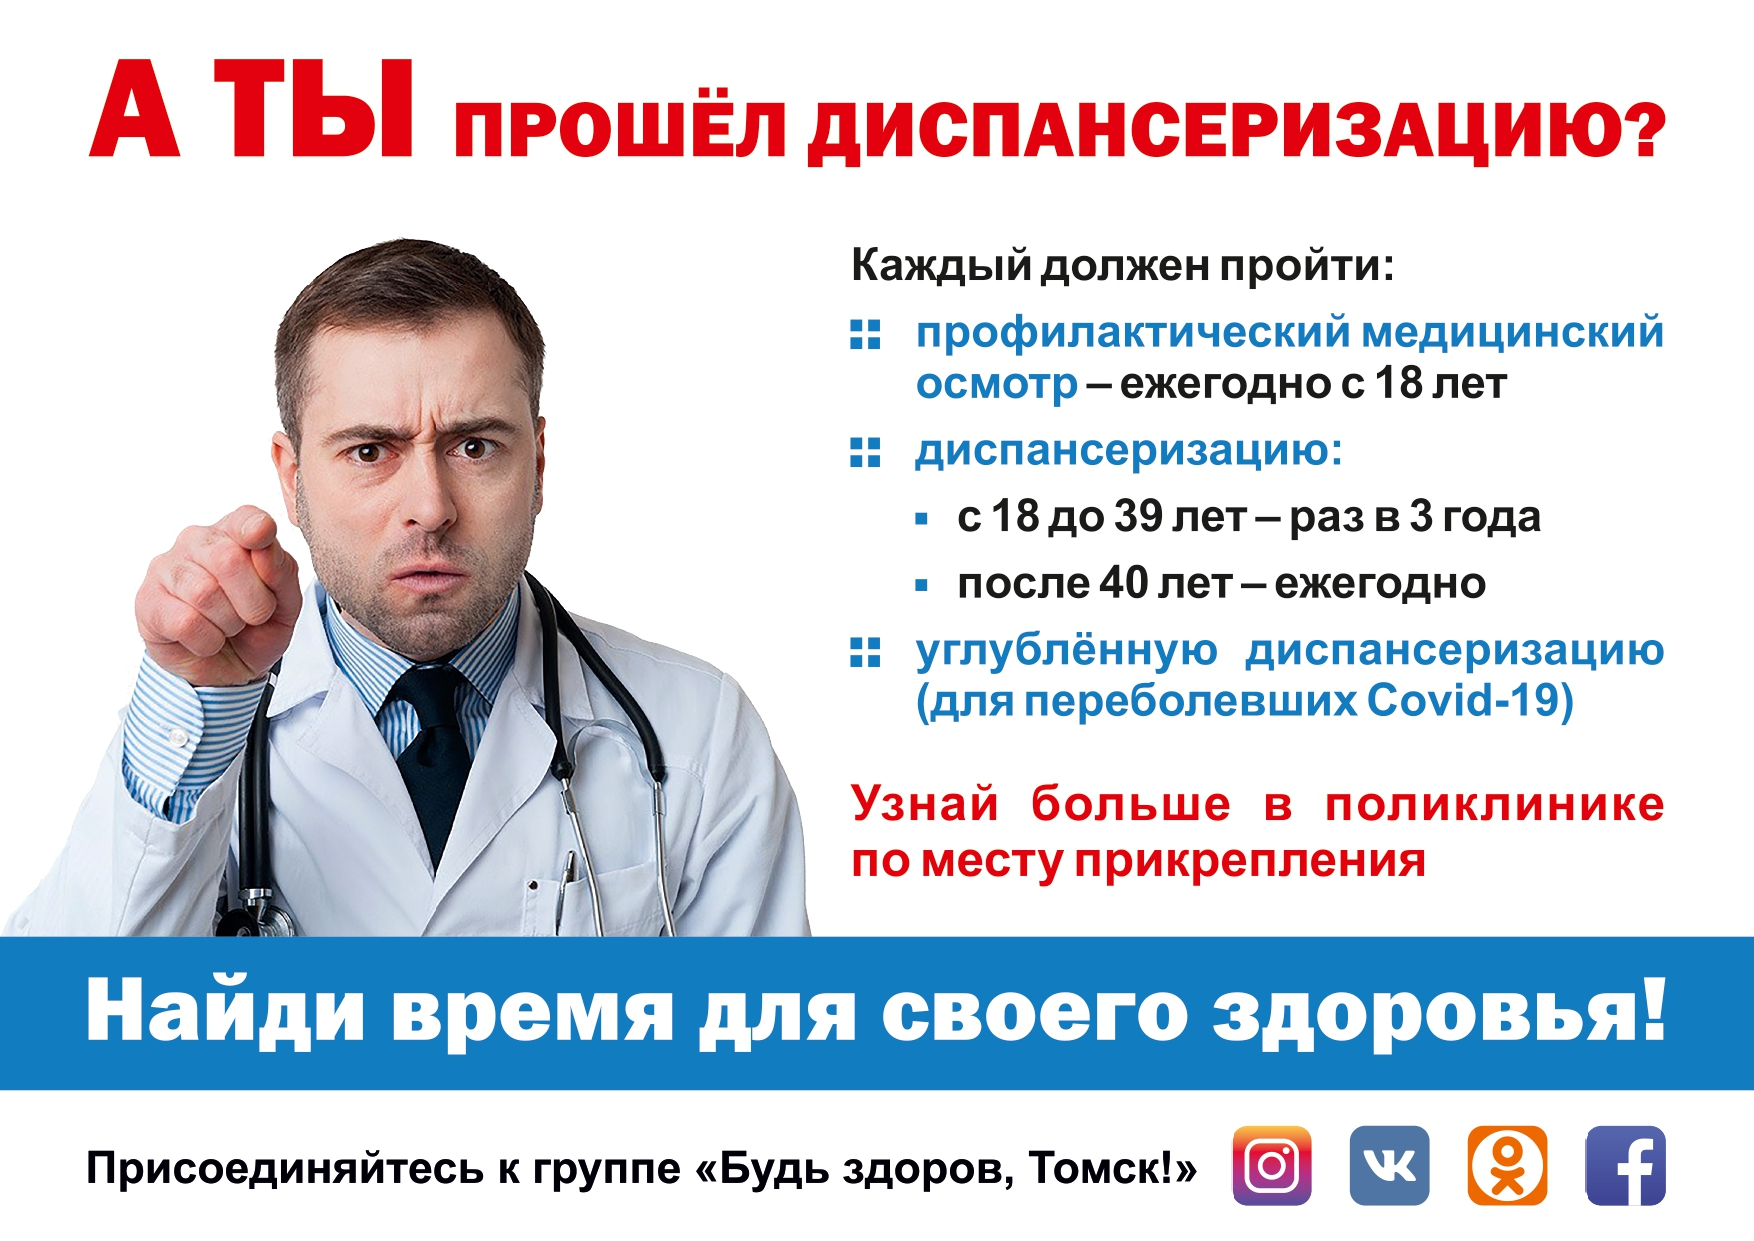 А ТЫ ПРОШЁЛ ДИСПАНСЕРИЗАЦИЮ?
Каждый должен пройти:
профилактический медицинский
осмотр – ежегодно с 18 лет
диспансеризацию:
с 18 до 39 лет – раз в 3 года
после 40 лет – ежегодно
углублённую диспансеризацию
(для переболевших Covid-19)
Узнай больше в поликлинике
по месту прикрепления
Найди время для своего здоровья!
Присоединяйтесь к группе «Будь здоров, Томск!»